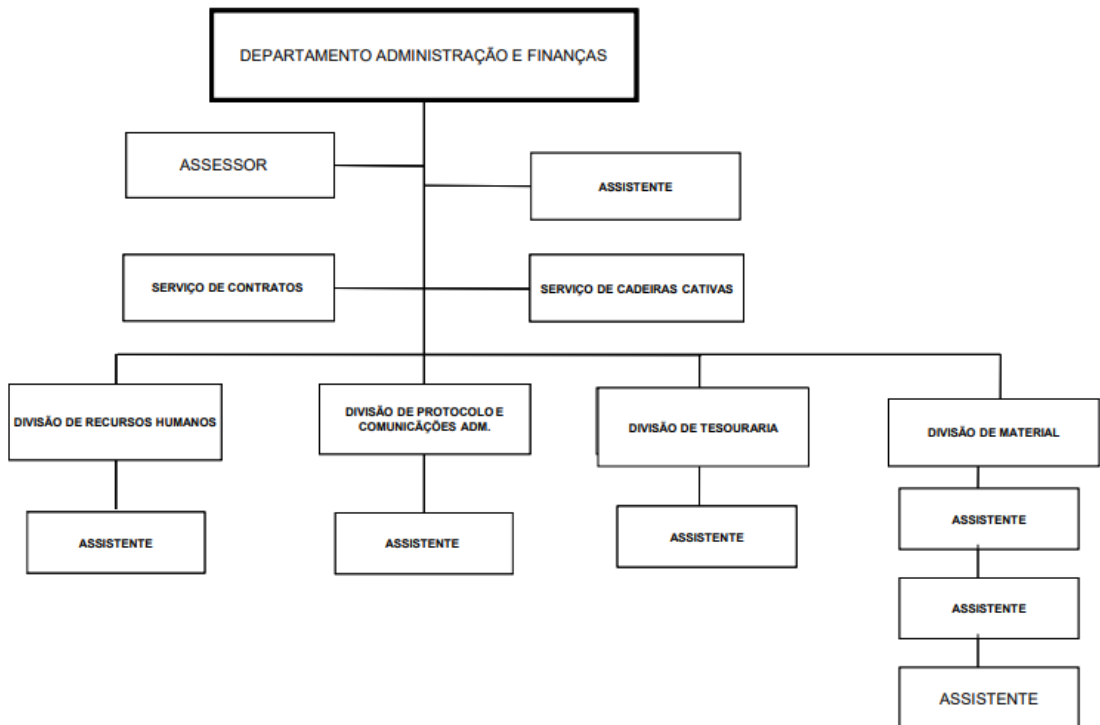 DEPARTAMENTO ADMINISTRAÇÃO E FINANÇAS
ASSESSOR
ASSISTENTE
SERVIÇO DE CONTRATOS
SERVIÇO DE CADEIRAS CATIVAS
DIVISÃO DE RECURSOS HUMANOS
DIVISÃO DE PROTOCOLO E
COMUNICÃÇÕES ADM.
DIVISÃO DE TESOURARIA
DIVISÃO DE MATERIAL
ASSISTENTE
ASSISTENTE
ASSISTENTE
ASSISTENTE
ASSISTENTE
ASSISTENTE